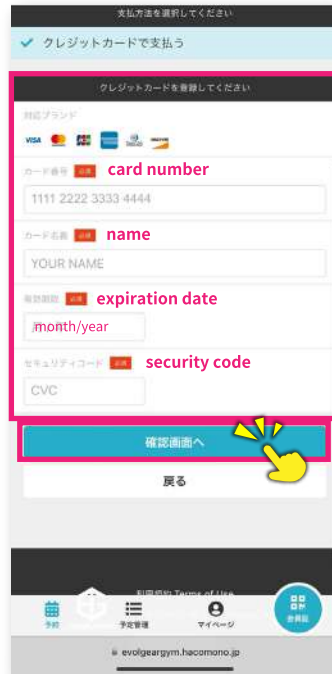 支払方法を選択してください
クレジットカードで支払う
クレジットカードを登録してください
対応ブランド
VISA
カード番号 必須 card number
1111 2222 3333 4444
カード名義 必須 name
YOUR NAME
有効期限 必須 expiration date
month/year
セキュリティコード 必須 security code
CVC
確認画面へ
戻る
利用規約 Terms of Use
予約 予定管理 マイページ 会員証
evolgeargym.hacomono.jp